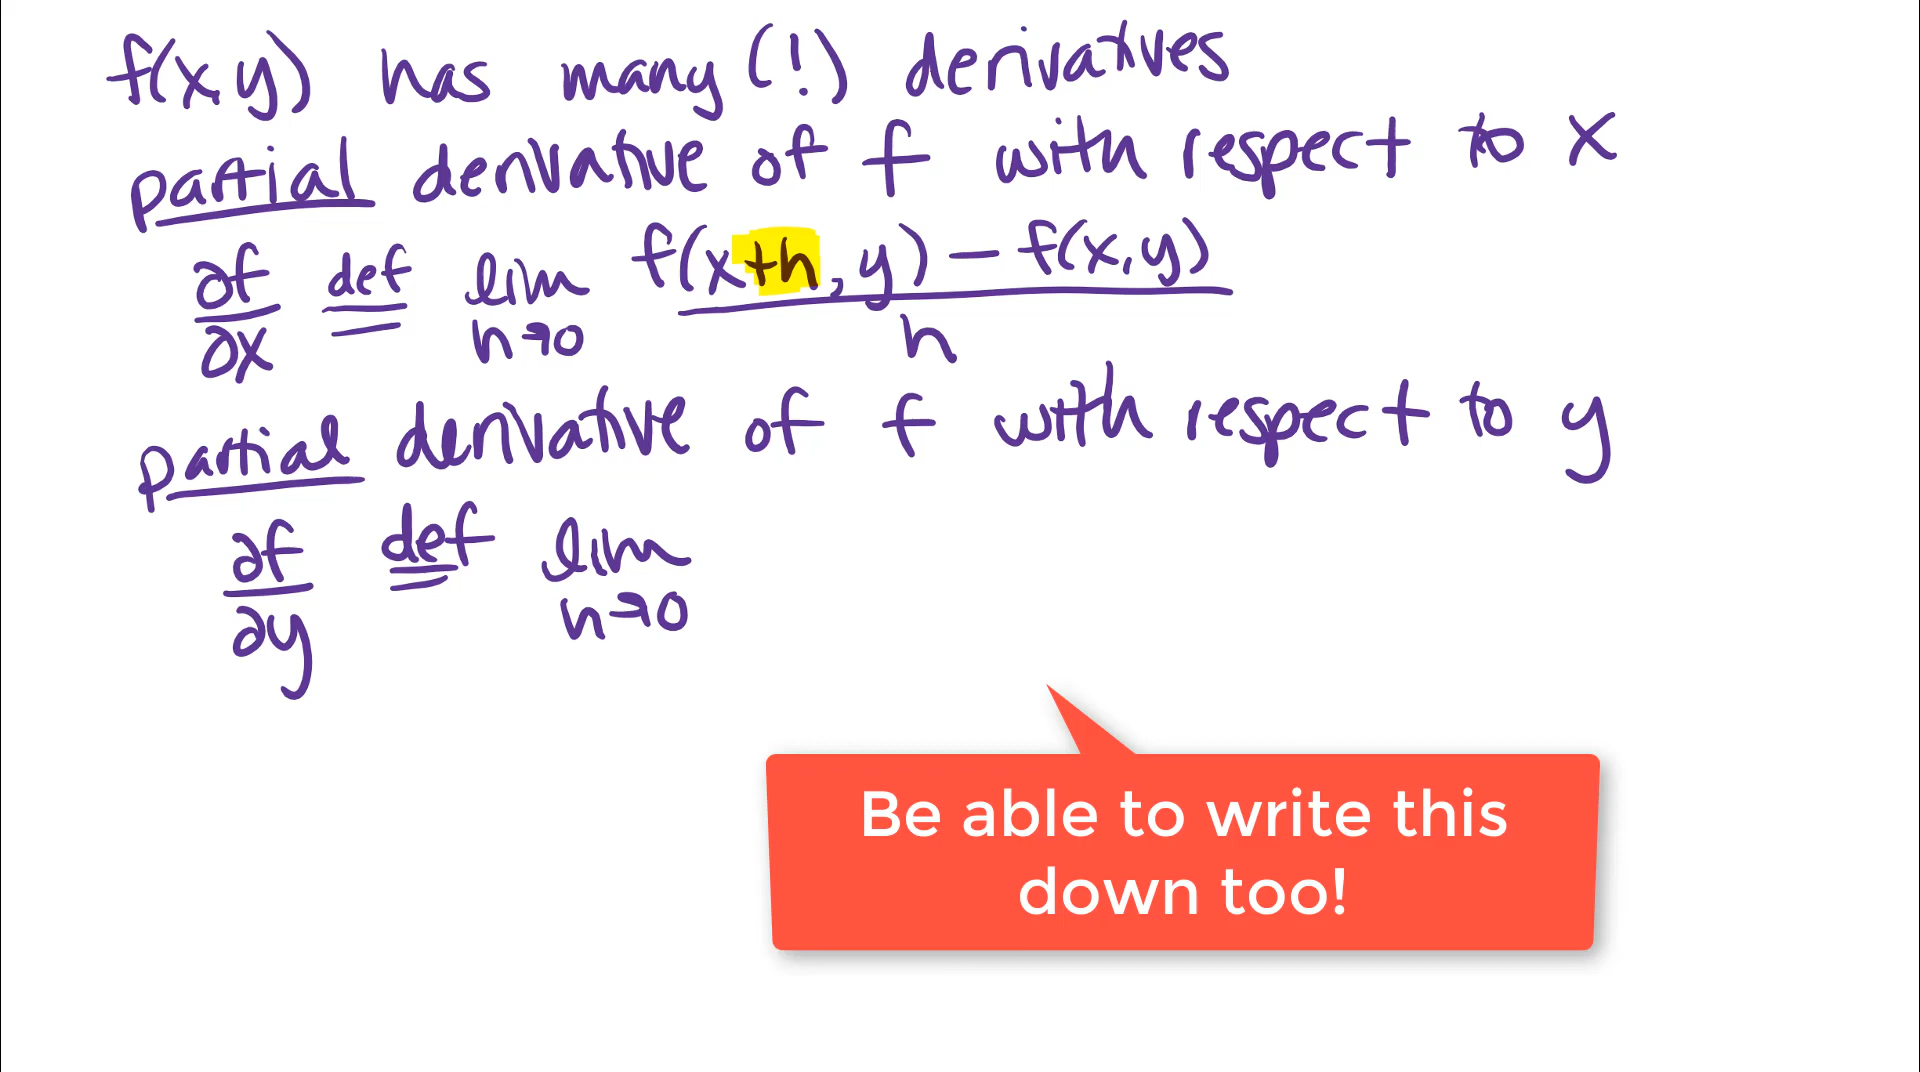 f(x,y) has many (!) derivatives
partial derivative of f with respect to x
∂f/∂x def= lim h→0 (f(x+h,y) − f(x,y))/h
partial derivative of f with respect to y
∂f/∂y def= lim h→0
Be able to write this
down too!